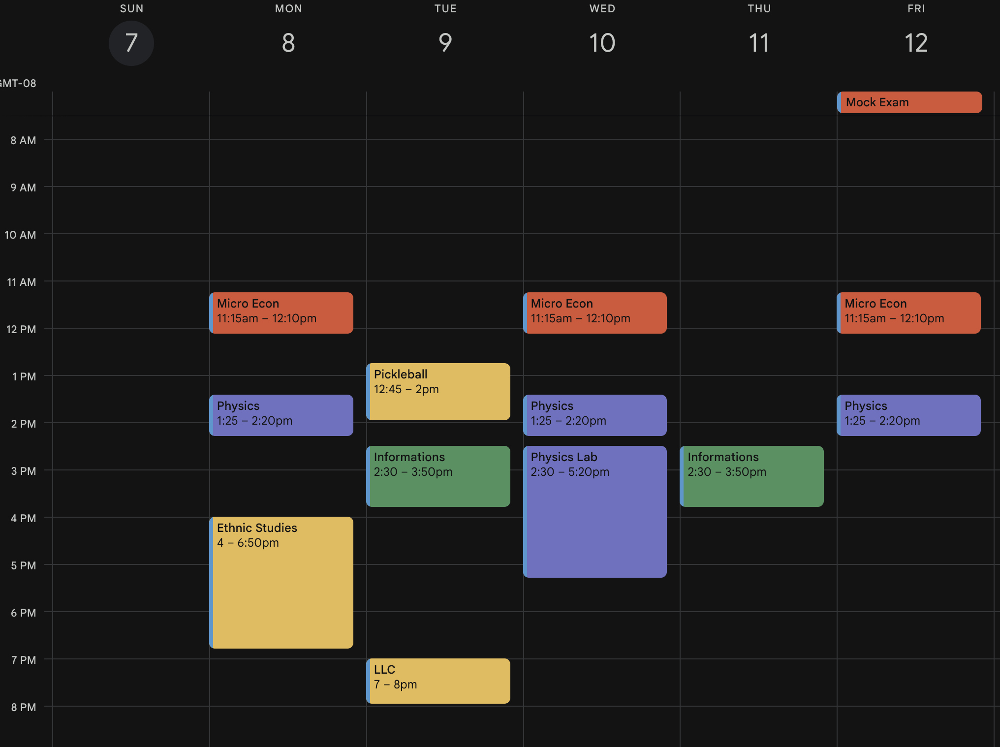 SUN
7
MON
8
TUE
9
WED
10
THU
11
FRI
12
GMT-08
Mock Exam
8 AM
9 AM
10 AM
11 AM
12 PM
1 PM
2 PM
3 PM
4 PM
5 PM
6 PM
7 PM
8 PM
Micro Econ
11:15am – 12:10pm
Physics
1:25 – 2:20pm
Ethnic Studies
4 – 6:50pm
Pickleball
12:45 – 2pm
Informations
2:30 – 3:50pm
LLC
7 – 8pm
Micro Econ
11:15am – 12:10pm
Physics
1:25 – 2:20pm
Physics Lab
2:30 – 5:20pm
Informations
2:30 – 3:50pm
Micro Econ
11:15am – 12:10pm
Physics
1:25 – 2:20pm